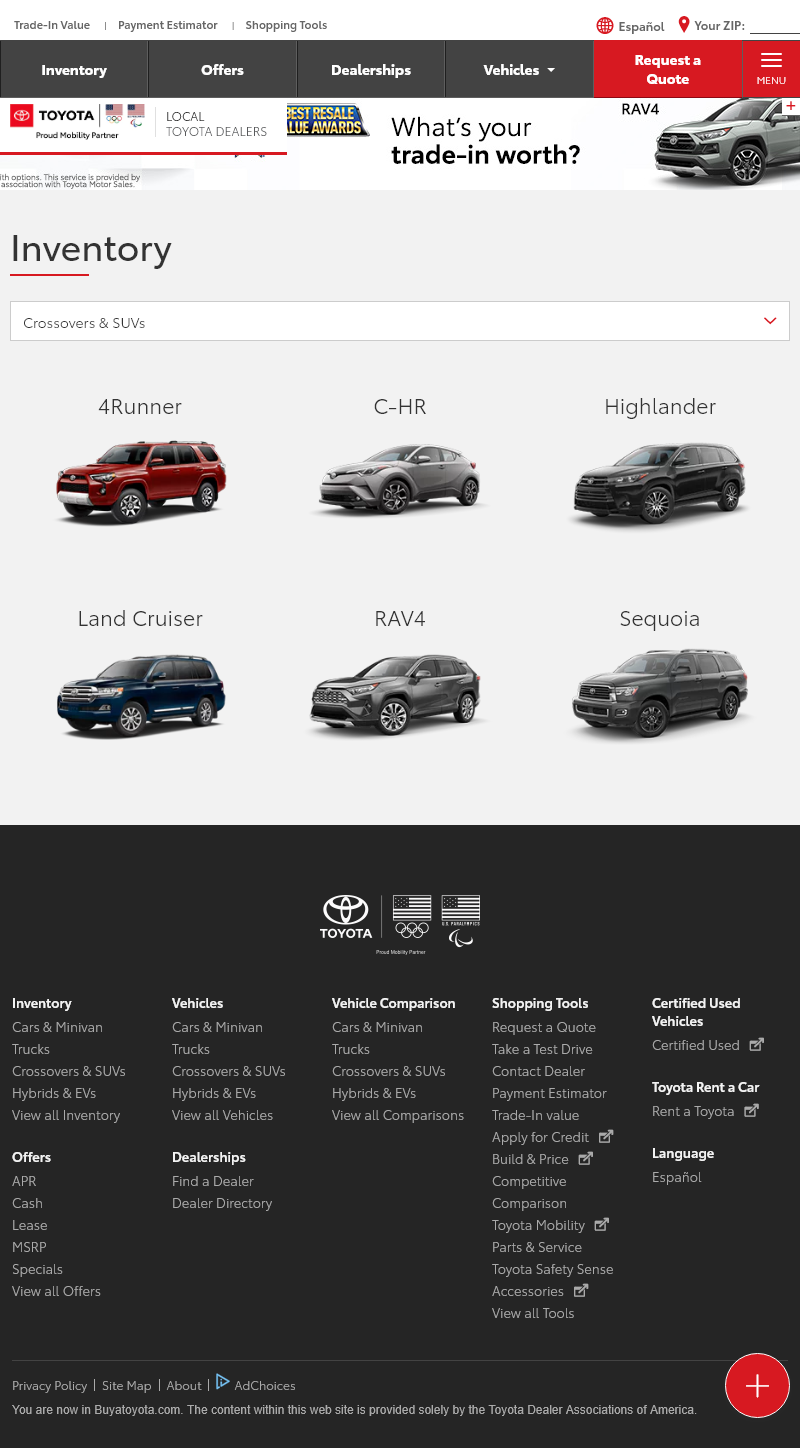 Trade-In Value | Payment Estimator | Shopping Tools
Español
Your ZIP:
Inventory
Offers
Dealerships
Vehicles
Request a
Quote
MENU
TOYOTA
Proud Mobility Partner
LOCAL
TOYOTA DEALERS
BEST RESALE
VALUE AWARDS
What's your
trade-in worth?
RAV4
ith options. This service is provided by
association with Toyota Motor Sales.
Inventory
Crossovers & SUVs
4Runner
C-HR
Highlander
Land Cruiser
RAV4
Sequoia
TOYOTA
U.S. PARALYMPICS
Proud Mobility Partner
Inventory
Cars & Minivan
Trucks
Crossovers & SUVs
Hybrids & EVs
View all Inventory
Offers
APR
Cash
Lease
MSRP
Specials
View all Offers
Vehicles
Cars & Minivan
Trucks
Crossovers & SUVs
Hybrids & EVs
View all Vehicles
Dealerships
Find a Dealer
Dealer Directory
Vehicle Comparison
Cars & Minivan
Trucks
Crossovers & SUVs
Hybrids & EVs
View all Comparisons
Shopping Tools
Request a Quote
Take a Test Drive
Contact Dealer
Payment Estimator
Trade-In value
Apply for Credit
Build & Price
Competitive
Comparison
Toyota Mobility
Parts & Service
Toyota Safety Sense
Accessories
View all Tools
Certified Used
Vehicles
Certified Used
Toyota Rent a Car
Rent a Toyota
Language
Español
Privacy Policy | Site Map | About | AdChoices
You are now in Buyatoyota.com. The content within this web site is provided solely by the Toyota Dealer Associations of America.